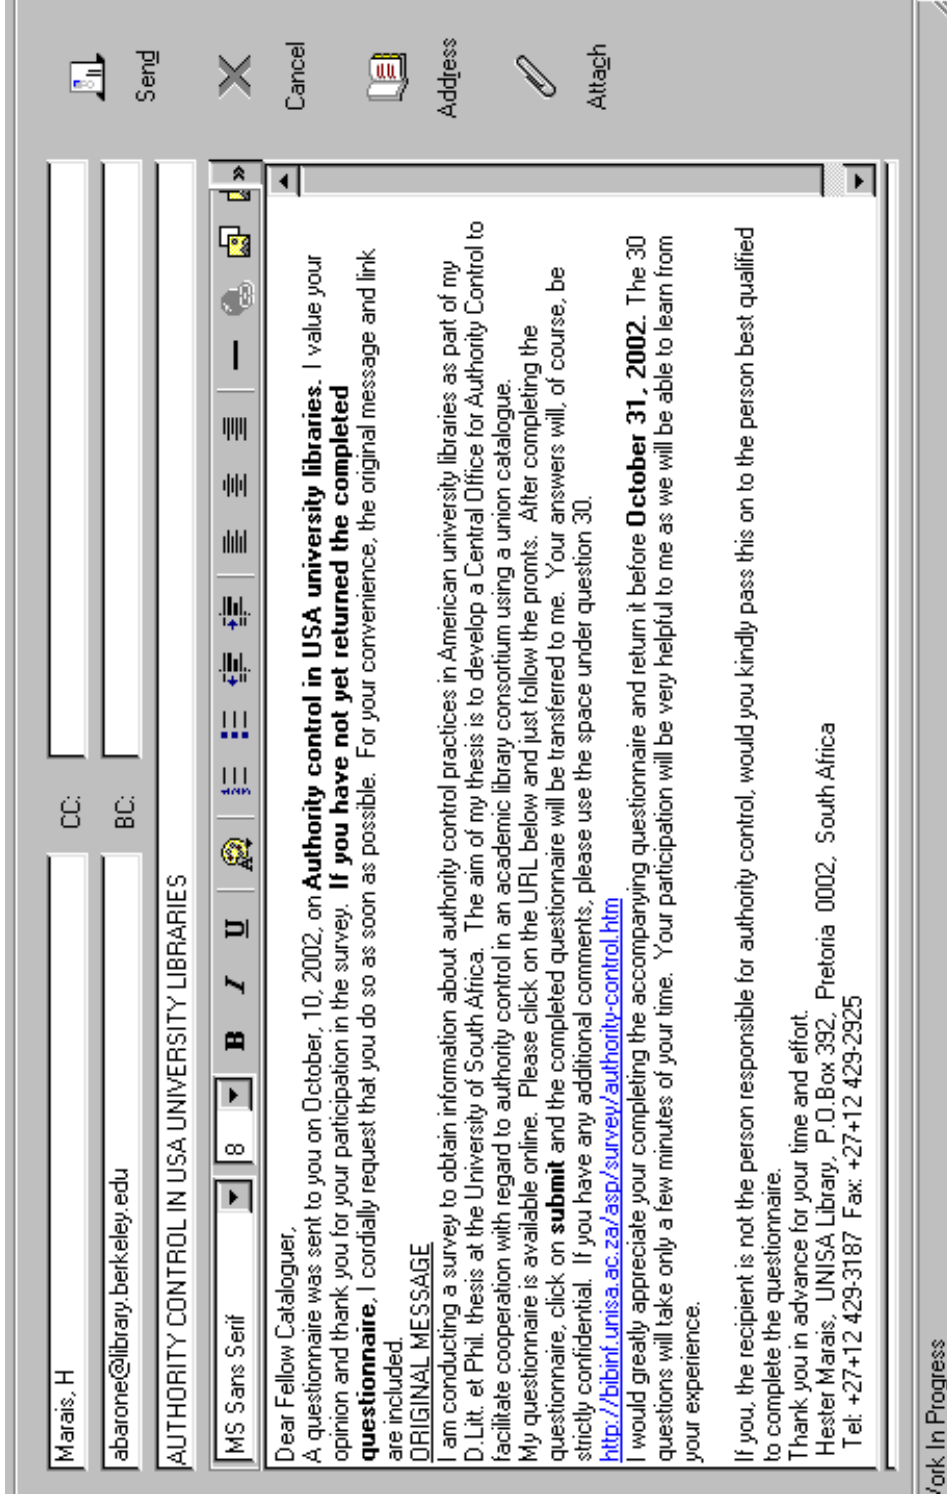 Marais, H
CC:
Send
abarone@library.berkeley.edu
BC:
AUTHORITY CONTROL IN USA UNIVERSITY LIBRARIES
Cancel
MS Sans Serif 8 B I U
Address
Attach
Dear Fellow Cataloguer,
A questionnaire was sent to you on October, 10, 2002, on Authority control in USA university libraries. I value your
opinion and thank you for your participation in the survey. If you have not yet returned the completed
questionnaire, I cordially request that you do so as soon as possible. For your convenience, the original message and link
are included.
ORIGINAL MESSAGE
I am conducting a survey to obtain information about authority control practices in American university libraries as part of my
D.Litt. et Phil. thesis at the University of South Africa. The aim of my thesis is to develop a Central Office for Authority Control to
facilitate cooperation with regard to authority control in an academic library consortium using a union catalogue.
My questionnaire is available online. Please click on the URL below and just follow the promts. After completing the
questionnaire, click on submit and the completed questionnaire will be transferred to me. Your answers will, of course, be
strictly confidential. If you have any additional comments, please use the space under question 30.
http://bibinf.unisa.ac.za/asp/survey/authority-control.htm
I would greatly appreciate your completing the accompanying questionnaire and return it before October 31, 2002. The 30
questions will take only a few minutes of your time. Your participation will be very helpful to me as we will be able to learn from
your experience.
If you, the recipient is not the person responsible for authority control, would you kindly pass this on to the person best qualified
to complete the questionnaire.
Thank you in advance for your time and effort.
Hester Marais, UNISA Library, P.O.Box 392, Pretoria 0002, South Africa
Tel: +27+12 429-3187 Fax: +27+12 429-2925
Work In Progress